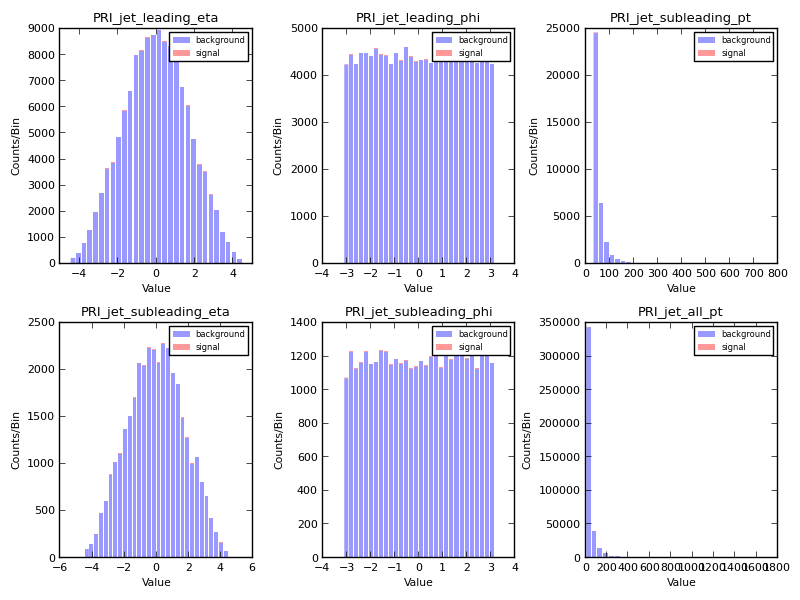 PRI_jet_leading_eta
9000
8000
7000
6000
5000
4000
3000
2000
1000
0
Counts/Bin
−4 −2 0 2 4
Value
background
signal
PRI_jet_leading_phi
5000
4000
3000
2000
1000
0
Counts/Bin
−4 −3 −2 −1 0 1 2 3 4
Value
background
signal
PRI_jet_subleading_pt
25000
20000
15000
10000
5000
0
Counts/Bin
0 100 200 300 400 500 600 700 800
Value
background
signal
PRI_jet_subleading_eta
2500
2000
1500
1000
500
0
Counts/Bin
−6 −4 −2 0 2 4 6
Value
background
signal
PRI_jet_subleading_phi
1400
1200
1000
800
600
400
200
0
Counts/Bin
−4 −3 −2 −1 0 1 2 3 4
Value
background
signal
PRI_jet_all_pt
350000
300000
250000
200000
150000
100000
50000
0
Counts/Bin
0 200 400 600 800 1000 1200 1400 1600 1800
Value
background
signal